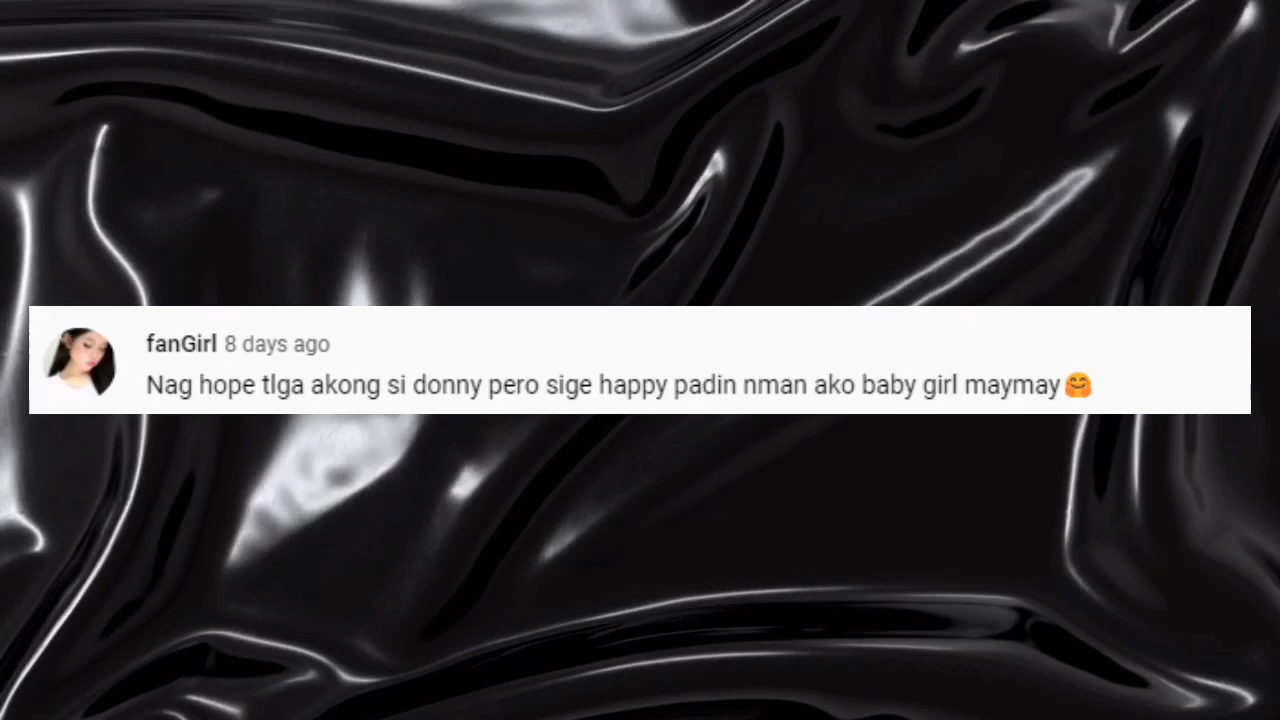 fanGirl 8 days ago
Nag hope tlga akong si donny pero sige happy padin nman ako baby girl maymay🤗